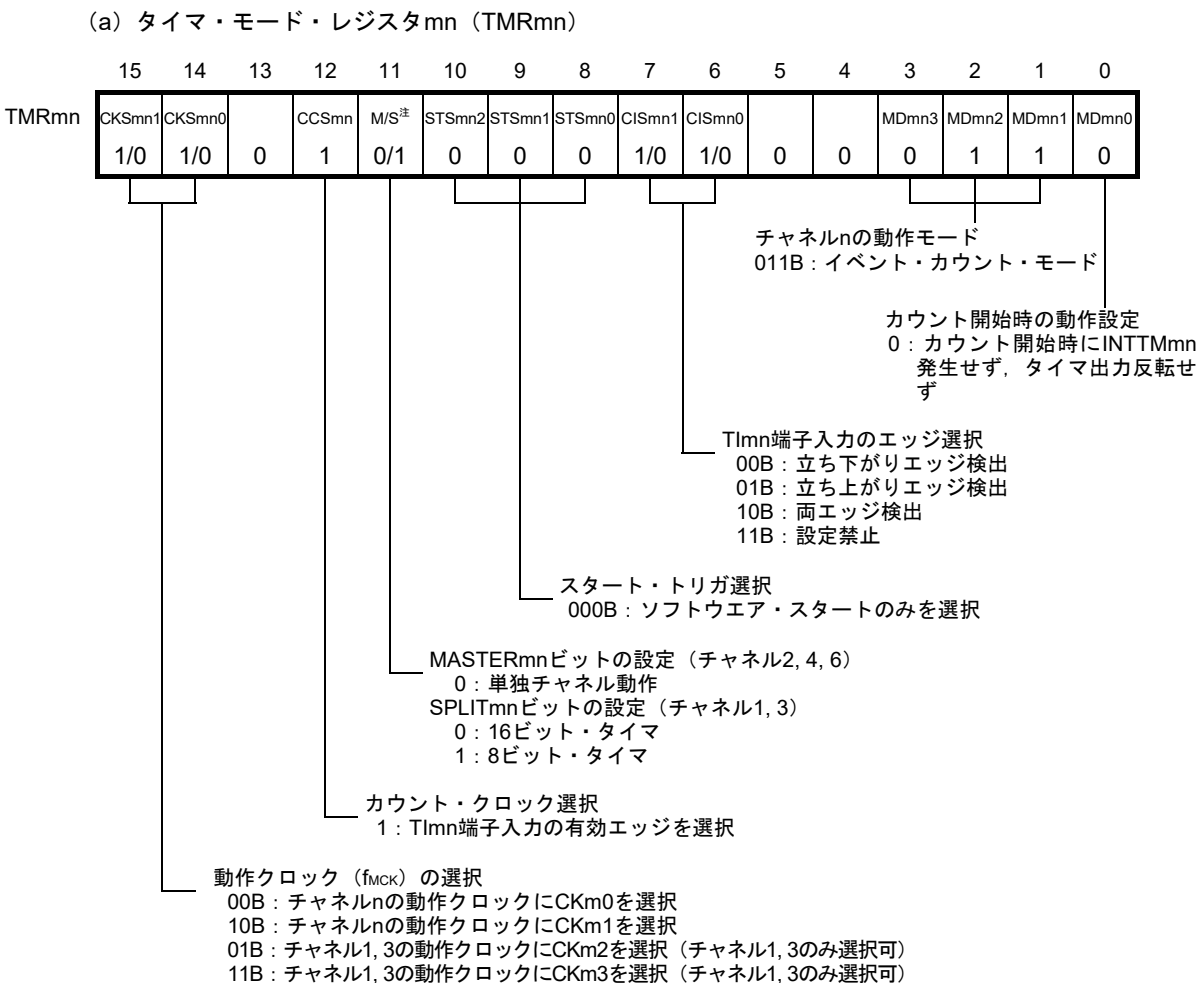 （a）タイマ・モード・レジスタmn（TMRmn）
15 14 13 12 11 10 9 8 7 6 5 4 3 2 1 0
TMRmn CKSmn1 CKSmn0 CCSmn M/S注 STSmn2 STSmn1 STSmn0 CISmn1 CISmn0 MDmn3 MDmn2 MDmn1 MDmn0
1/0 1/0 0 1 0/1 0 0 0 1/0 1/0 0 0 0 1 1 0
チャネルnの動作モード
011B：イベント・カウント・モード
カウント開始時の動作設定
0：カウント開始時にINTTMmn
発生せず，タイマ出力反転せ
ず
TImn端子入力のエッジ選択
00B：立ち下がりエッジ検出
01B：立ち上がりエッジ検出
10B：両エッジ検出
11B：設定禁止
スタート・トリガ選択
000B：ソフトウエア・スタートのみを選択
MASTERmnビットの設定（チャネル2, 4, 6）
0：単独チャネル動作
SPLITmnビットの設定（チャネル1, 3）
0：16ビット・タイマ
1：8ビット・タイマ
カウント・クロック選択
1：TImn端子入力の有効エッジを選択
動作クロック（fMCK）の選択
00B：チャネルnの動作クロックにCKm0を選択
10B：チャネルnの動作クロックにCKm1を選択
01B：チャネル1, 3の動作クロックにCKm2を選択（チャネル1, 3のみ選択可）
11B：チャネル1, 3の動作クロックにCKm3を選択（チャネル1, 3のみ選択可）